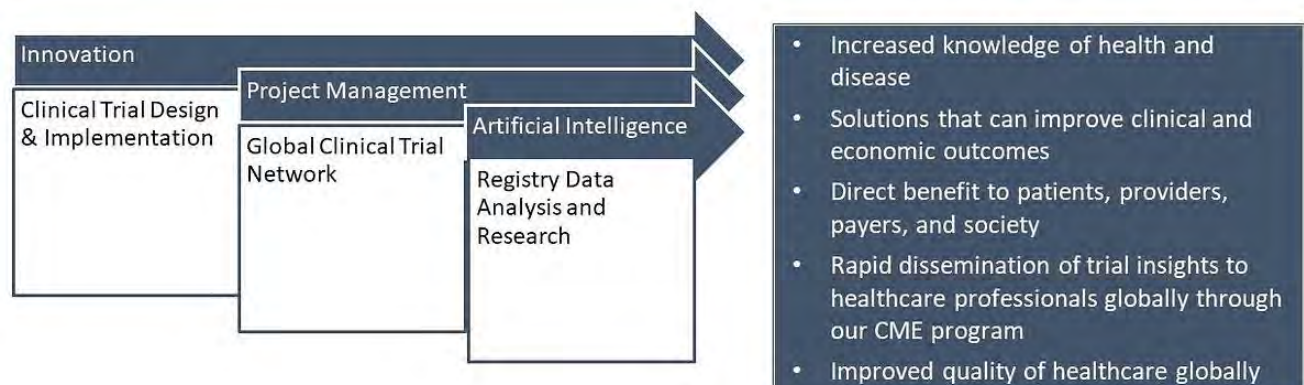 Innovation
Clinical Trial Design
& Implementation
Project Management
Global Clinical Trial
Network
Artificial Intelligence
Registry Data
Analysis and
Research
• Increased knowledge of health and
disease
• Solutions that can improve clinical and
economic outcomes
• Direct benefit to patients, providers,
payers, and society
• Rapid dissemination of trial insights to
healthcare professionals globally through
our CME program
• Improved quality of healthcare globally